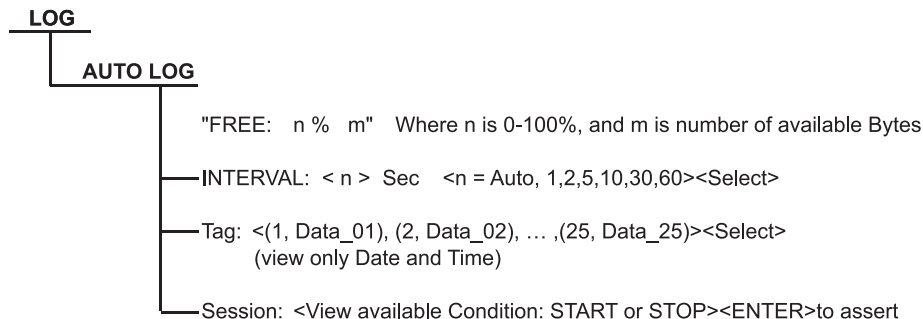 LOG
AUTO LOG
"FREE: n % m" Where n is 0-100%, and m is number of available Bytes
INTERVAL: < n > Sec <n = Auto, 1,2,5,10,30,60><Select>
Tag: <(1, Data_01), (2, Data_02), … ,(25, Data_25)><Select>
(view only Date and Time)
Session: <View available Condition: START or STOP><ENTER>to assert